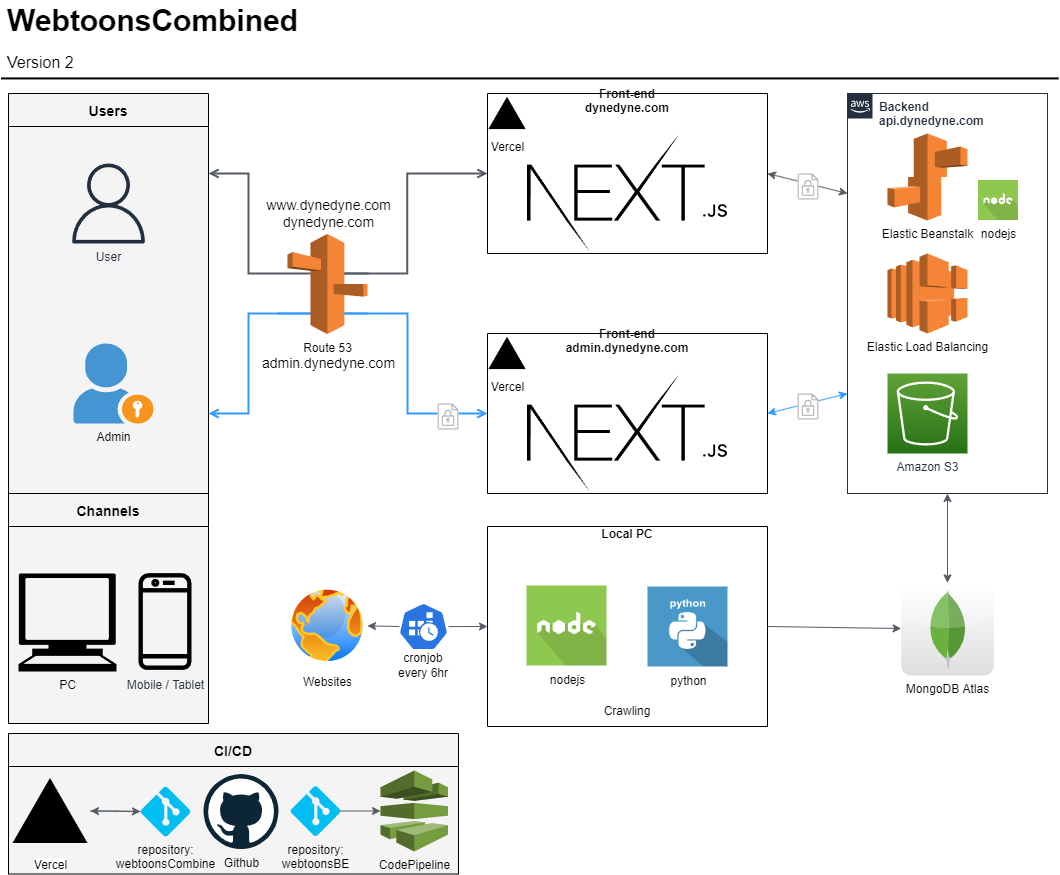 WebtoonsCombined
Version 2
Users
User
Admin
Channels
PC
Mobile / Tablet
www.dynedyne.com
dynedyne.com
Route 53
admin.dynedyne.com
Front-end
dynedyne.com
Vercel
NEXT.JS
Front-end
admin.dynedyne.com
Vercel
NEXT.JS
aws
Backend
api.dynedyne.com
Elastic Beanstalk
node
nodejs
Elastic Load Balancing
Amazon S3
Websites
cronjob
every 6hr
Local PC
node
nodejs
python
python
Crawling
MongoDB Atlas
CI/CD
Vercel
repository:
webtoonsCombine
Github
repository:
webtoonsBE
CodePipeline